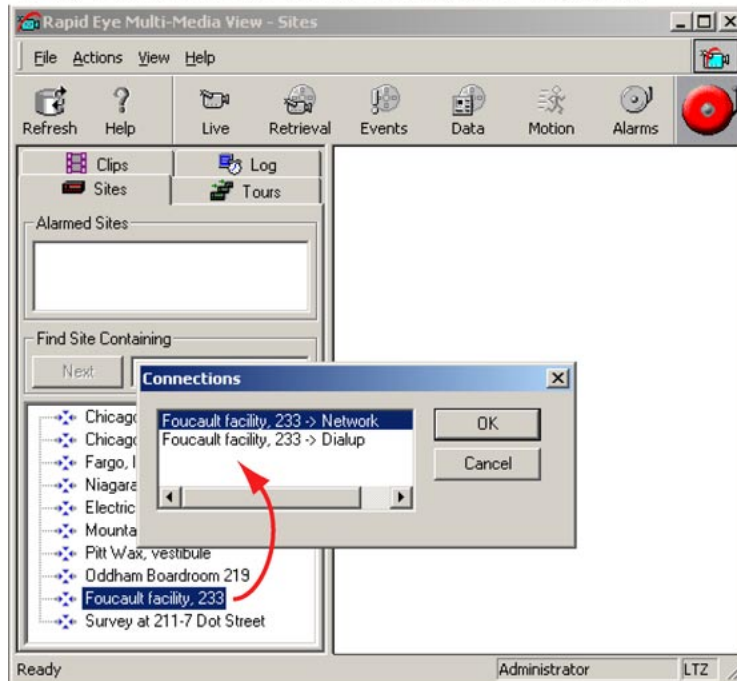 Rapid Eye Multi-Media View - Sites
File Actions View Help
Refresh Help Live Retrieval Events Data Motion Alarms
Clips Log
Sites Tours
Alarmed Sites
Find Site Containing
Next
Connections
Foucault facility, 233 -> Network
Foucault facility, 233 -> Dialup
OK
Cancel
Chicago
Chicago
Fargo,
Niagara
Electric
Mounta
Pitt Wax, vestibule
Oddham Boardroom 219
Foucault facility, 233
Survey at 211-7 Dot Street
Ready Administrator LTZ